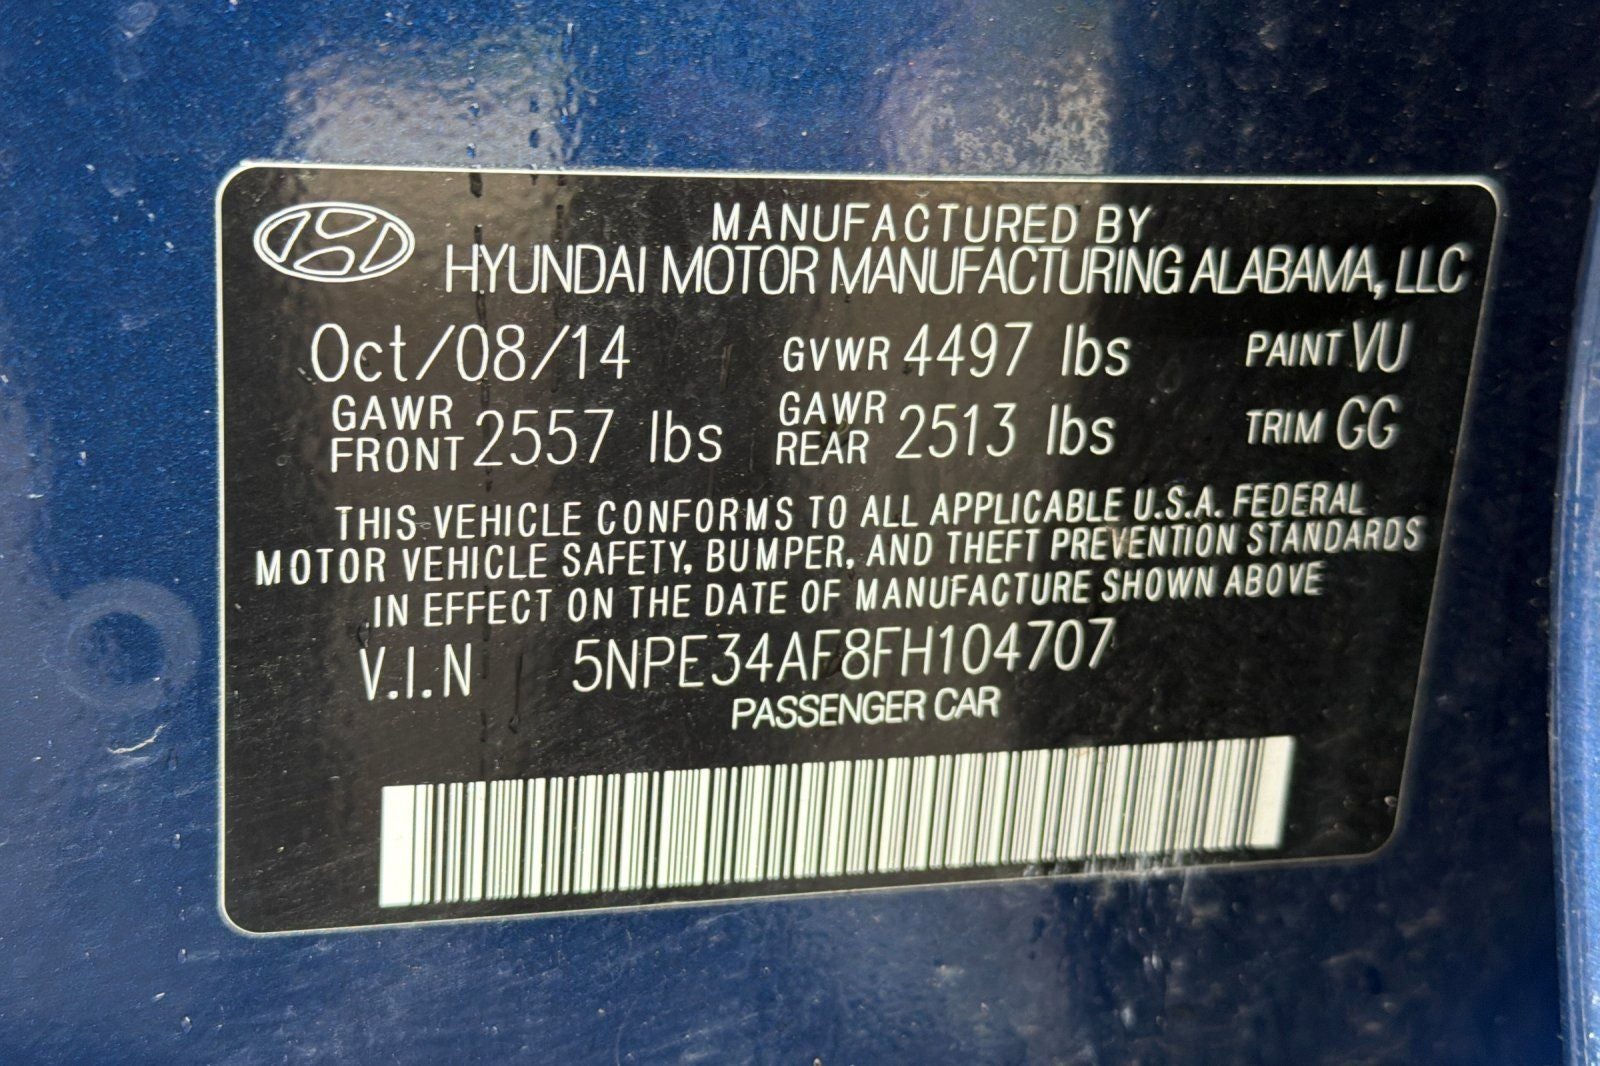 MANUFACTURED BY
HYUNDAI MOTOR MANUFACTURING ALABAMA, LLC
Oct/08/14 GVWR 4497 lbs PAINT VU
GAWR FRONT 2557 lbs GAWR REAR 2513 lbs TRIM GG
THIS VEHICLE CONFORMS TO ALL APPLICABLE U.S.A. FEDERAL
MOTOR VEHICLE SAFETY, BUMPER, AND THEFT PREVENTION STANDARDS
IN EFFECT ON THE DATE OF MANUFACTURE SHOWN ABOVE
V.I.N 5NPE34AF8FH104707
PASSENGER CAR